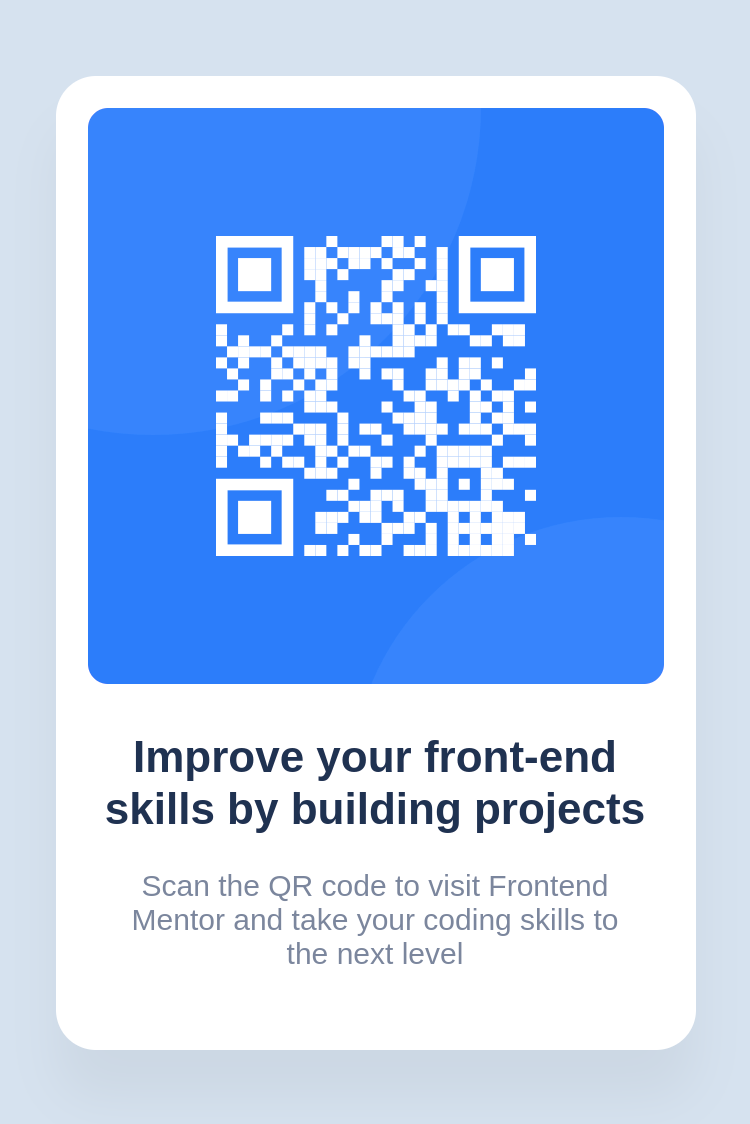 Improve your front-end
skills by building projects
Scan the QR code to visit Frontend
Mentor and take your coding skills to
the next level